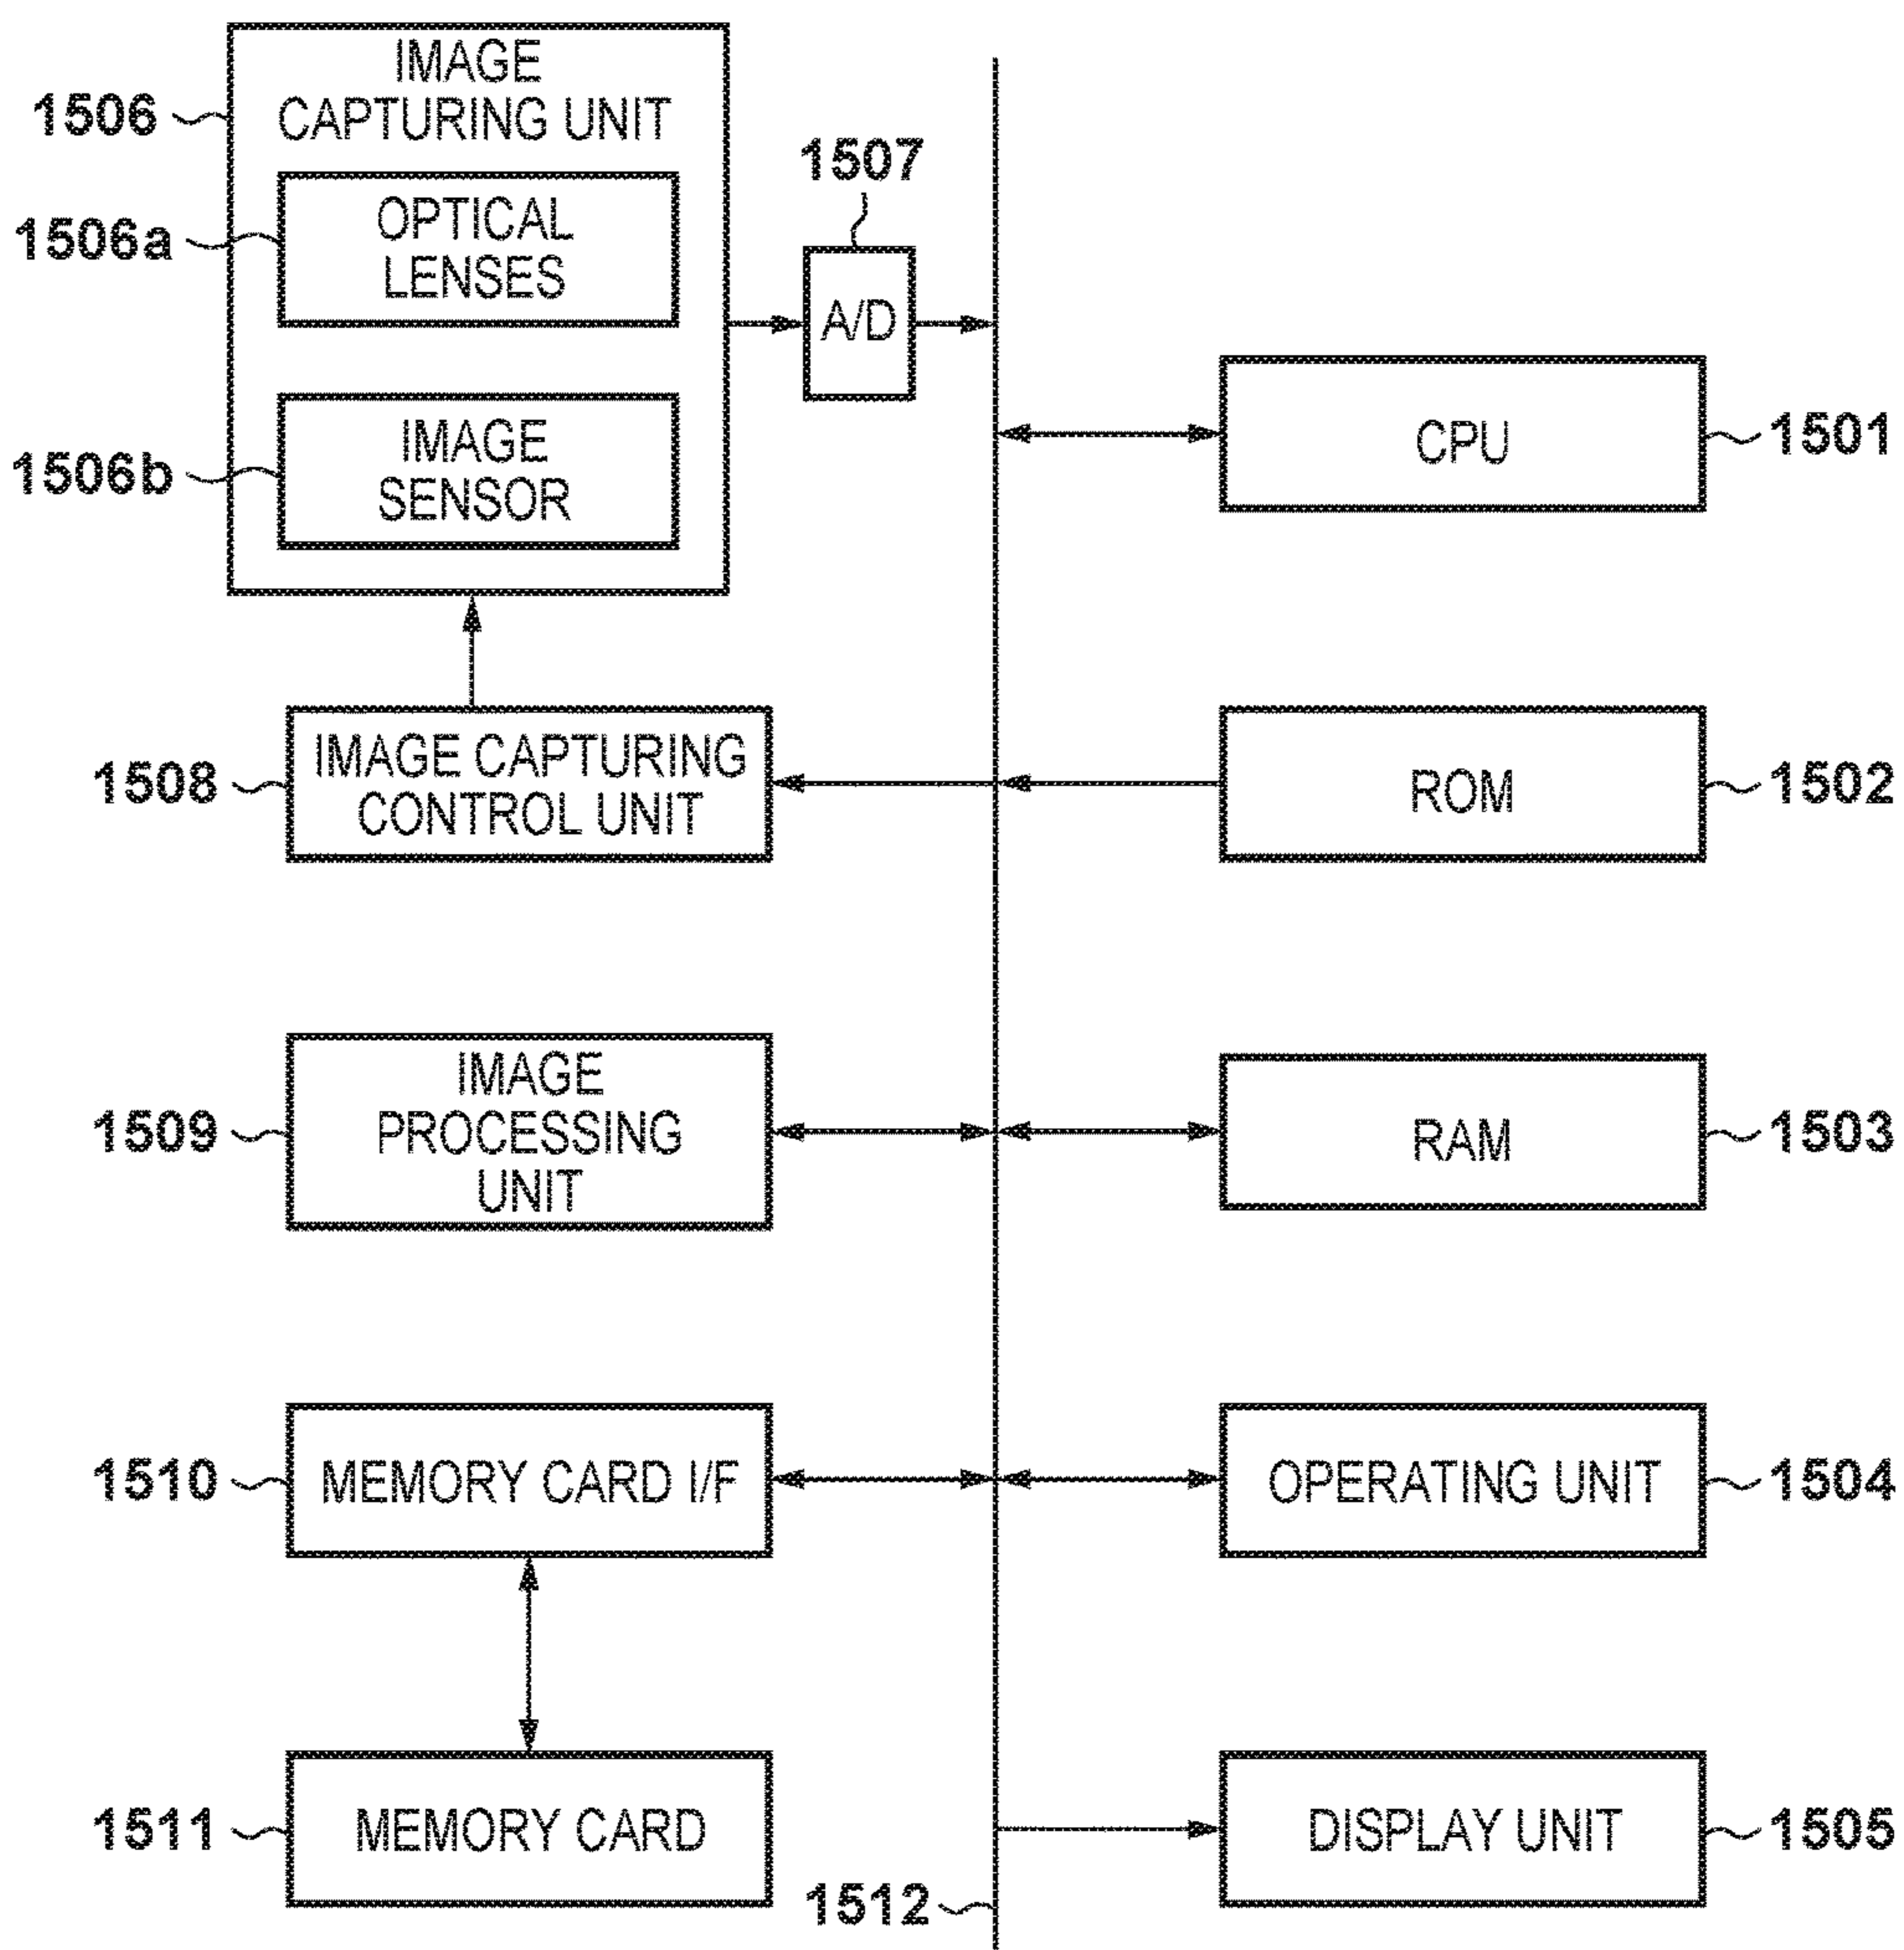 IMAGE
CAPTURING UNIT
1506
OPTICAL
LENSES
1506a
IMAGE
SENSOR
1506b
1507
A/D
CPU
1501
IMAGE CAPTURING
CONTROL UNIT
1508
ROM
1502
IMAGE
PROCESSING
UNIT
1509
RAM
1503
MEMORY CARD I/F
1510
OPERATING UNIT
1504
MEMORY CARD
1511
DISPLAY UNIT
1505
1512